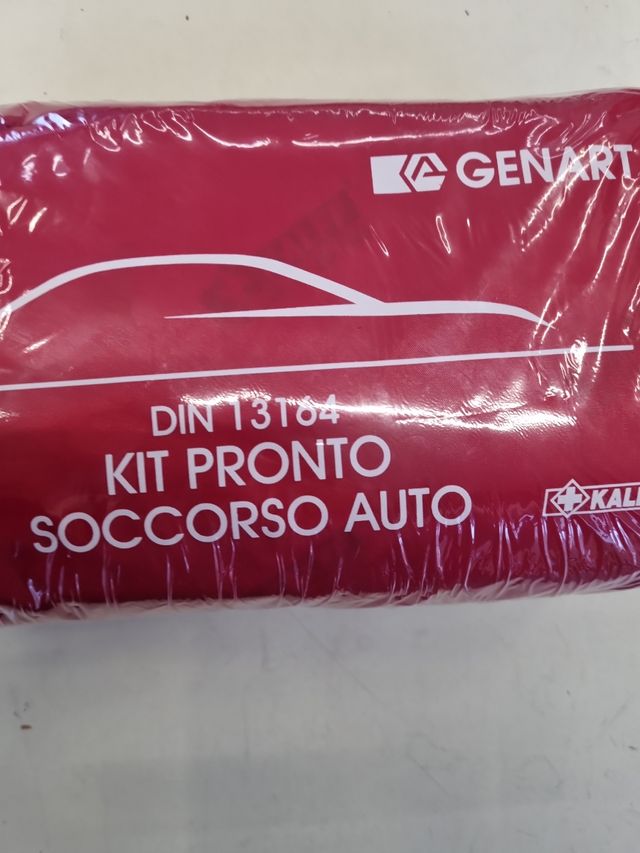 GENART
DIN 13164
KIT PRONTO
SOCCORSO AUTO